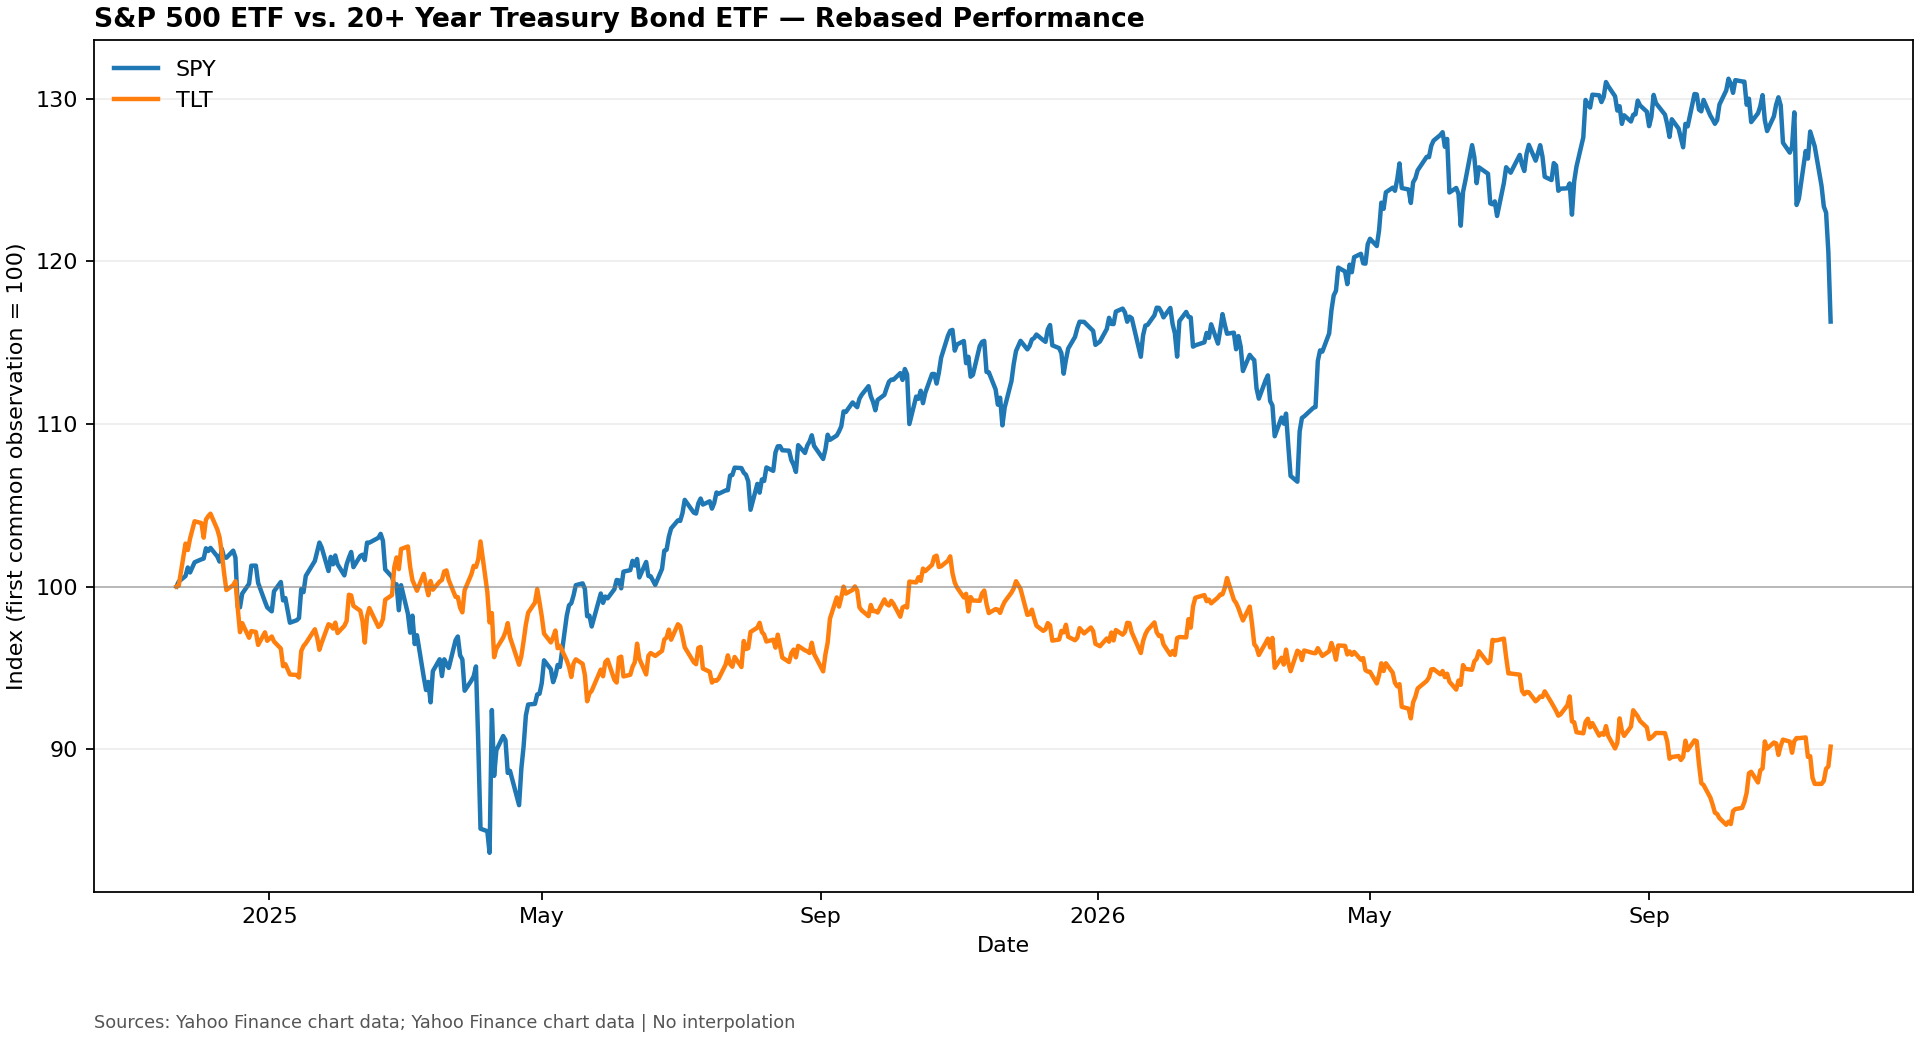 S&P 500 ETF vs. 20+ Year Treasury Bond ETF — Rebased Performance
SPY
TLT
130
120
110
100
90
Index (first common observation = 100)
2025
May
Sep
2026
May
Sep
Date
Sources: Yahoo Finance chart data; Yahoo Finance chart data | No interpolation